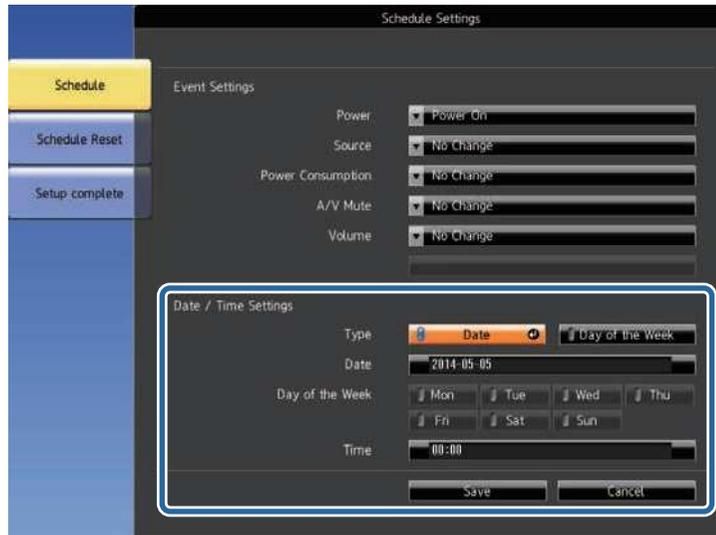 Schedule Settings
Schedule
Schedule Reset
Setup complete
Event Settings
Power Power On
Source No Change
Power Consumption No Change
A/V Mute No Change
Volume No Change
Date / Time Settings
Type Date Day of the Week
Date 2014-05-05
Day of the Week Mon Tue Wed Thu
Fri Sat Sun
Time 00:00
Save Cancel